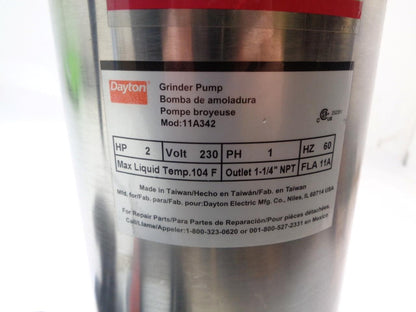 Dayton
Grinder Pump
Bomba de amoladura
Pompe broyeuse
Mod:11A342
HP 2 Volt 230 PH 1 HZ 60
Max Liquid Temp.104 F Outlet 1-1/4" NPT FLA 11A
Made in Taiwan/Hecho en Taiwán/Fab. en Taiwan
Mfd. for/Fab. para/Fab. pour:Dayton Electric Mfg. Co., Niles, IL 60714 USA
For Repair Parts/Para Partes de Reparación/Pour pièces détachées,
Call/Llame/Appeler:1-800-323-0620 or 001-800-527-2331 en Mexico